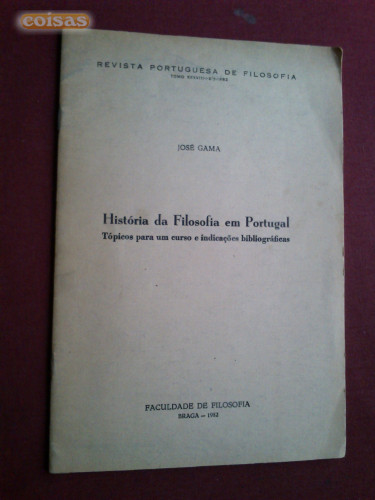 coisas
REVISTA PORTUGUESA DE FILOSOFIA
JOSÉ GAMA
História da Filosofia em Portugal
Tópicos para um curso e indicações bibliográficas
FACULDADE DE FILOSOFIA
BRAGA — 1982